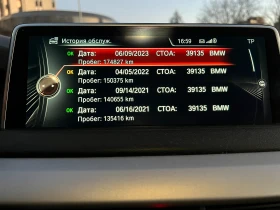 История обслуж.
16:59
TP
OK Дата: 06/09/2023 СТОА: 39135 BMW
Пробег: 174827 km
OK Дата: 04/05/2022 СТОА: 39135 BMW
Пробег: 150375 km
OK Дата: 09/14/2021 СТОА: 39135 BMW
Пробег: 140655 km
OK Дата: 06/16/2021 СТОА: 39135 BMW
Пробег: 135416 km